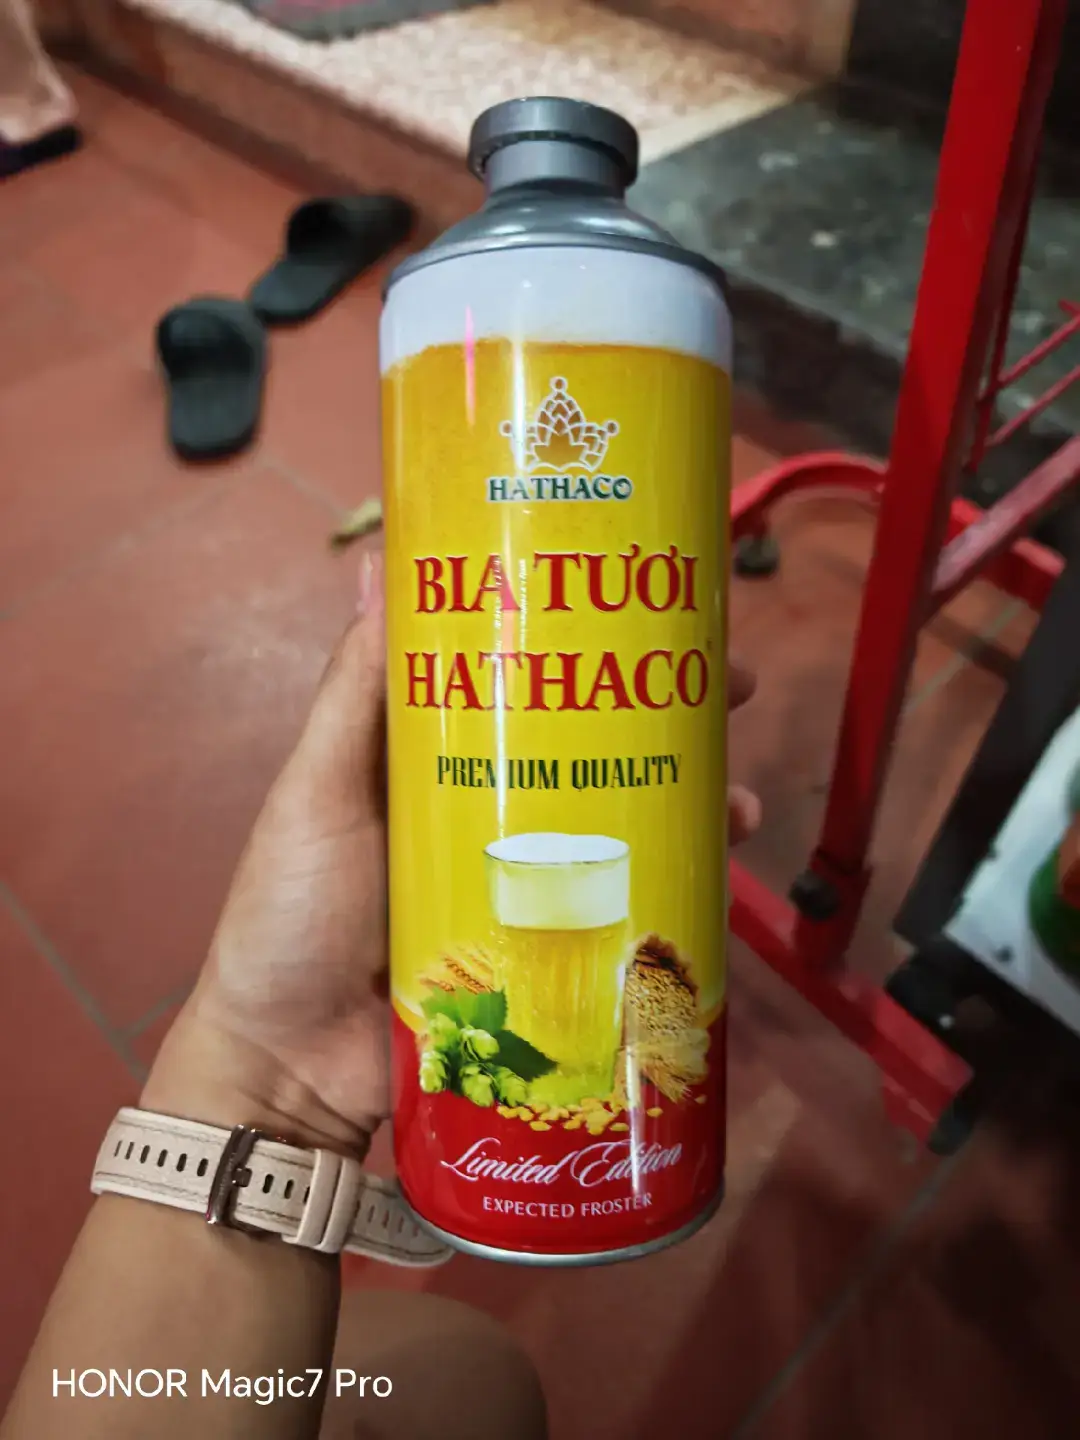 HATHACO
BIA TƯƠI
HATHACO
PREMIUM QUALITY
Limited Edition
EXPECTED FROSTER
HONOR Magic7 Pro